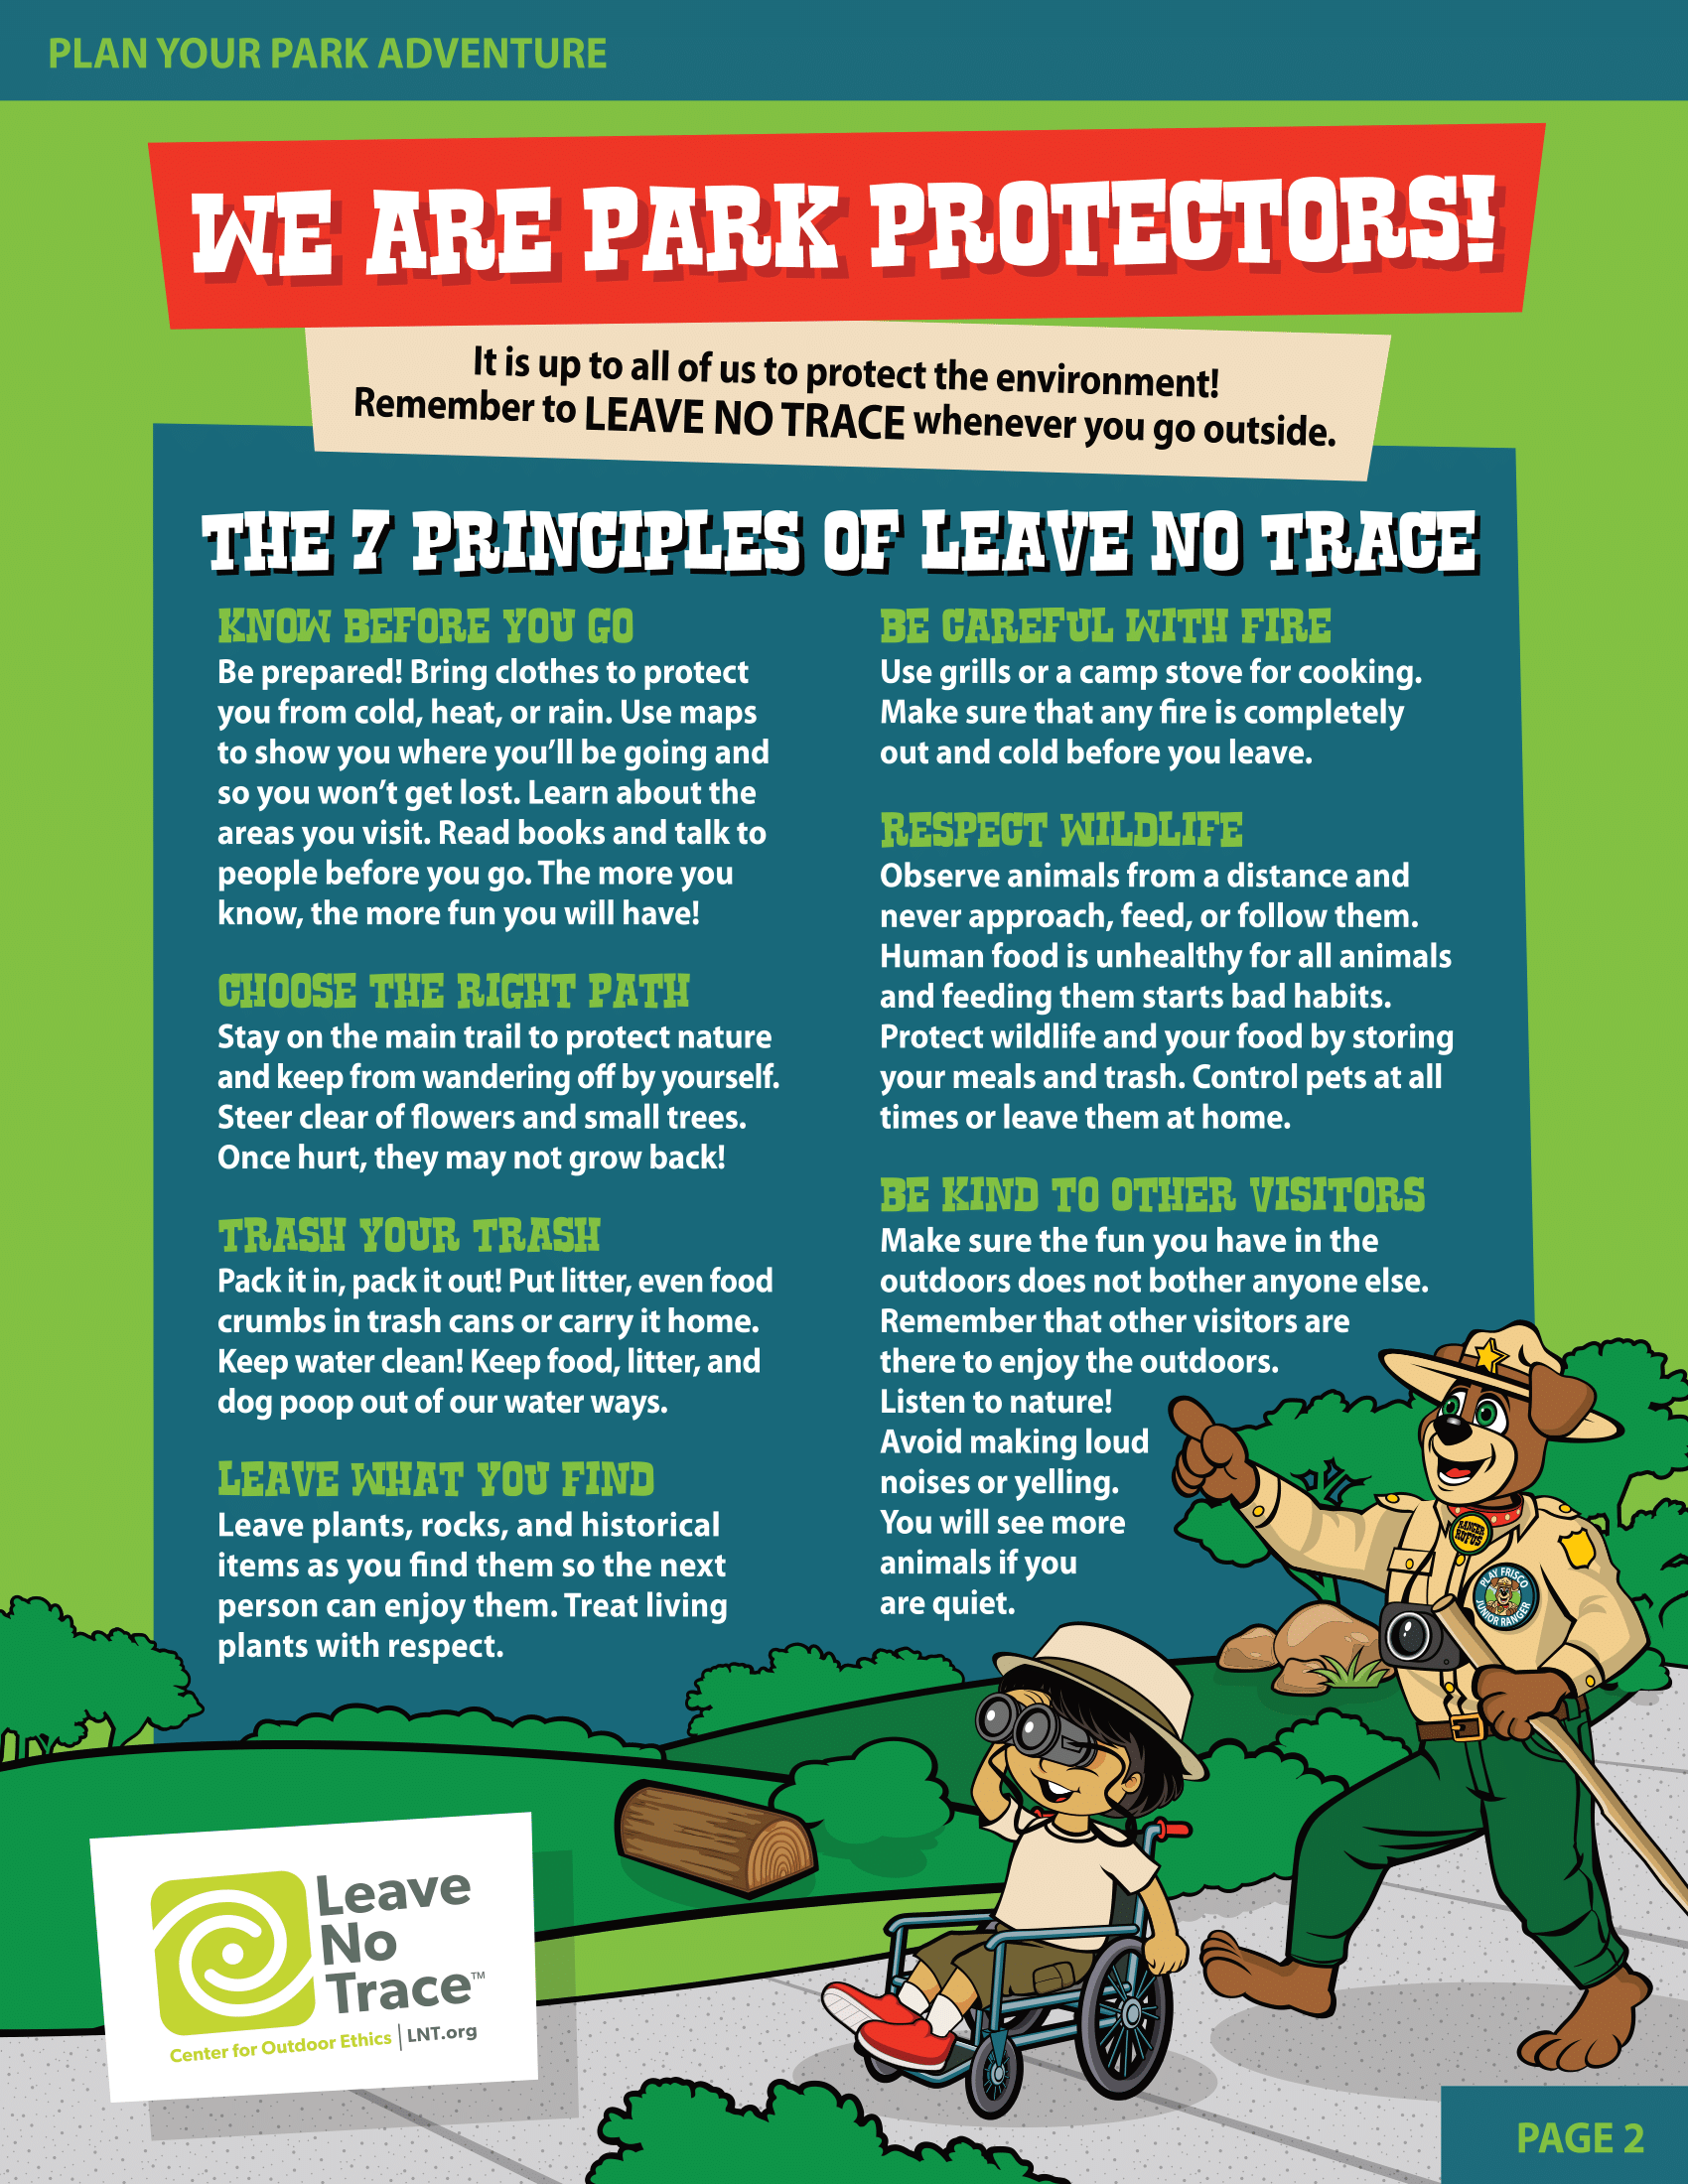 PLAN YOUR PARK ADVENTURE
WE ARE PARK PROTECTORS!
It is up to all of us to protect the environment!
Remember to LEAVE NO TRACE whenever you go outside.
THE 7 PRINCIPLES OF LEAVE NO TRACE
KNOW BEFORE YOU GO
Be prepared! Bring clothes to protect
you from cold, heat, or rain. Use maps
to show you where you’ll be going and
so you won’t get lost. Learn about the
areas you visit. Read books and talk to
people before you go. The more you
know, the more fun you will have!
CHOOSE THE RIGHT PATH
Stay on the main trail to protect nature
and keep from wandering off by yourself.
Steer clear of flowers and small trees.
Once hurt, they may not grow back!
TRASH YOUR TRASH
Pack it in, pack it out! Put litter, even food
crumbs in trash cans or carry it home.
Keep water clean! Keep food, litter, and
dog poop out of our water ways.
LEAVE WHAT YOU FIND
Leave plants, rocks, and historical
items as you find them so the next
person can enjoy them. Treat living
plants with respect.
BE CAREFUL WITH FIRE
Use grills or a camp stove for cooking.
Make sure that any fire is completely
out and cold before you leave.
RESPECT WILDLIFE
Observe animals from a distance and
never approach, feed, or follow them.
Human food is unhealthy for all animals
and feeding them starts bad habits.
Protect wildlife and your food by storing
your meals and trash. Control pets at all
times or leave them at home.
BE KIND TO OTHER VISITORS
Make sure the fun you have in the
outdoors does not bother anyone else.
Remember that other visitors are
there to enjoy the outdoors.
Listen to nature!
Avoid making loud
noises or yelling.
You will see more
animals if you
are quiet.
RANGER
RUFUS
PLAY FRISCO
JUNIOR RANGER
Leave
No
Trace™
Center for Outdoor Ethics | LNT.org
PAGE 2